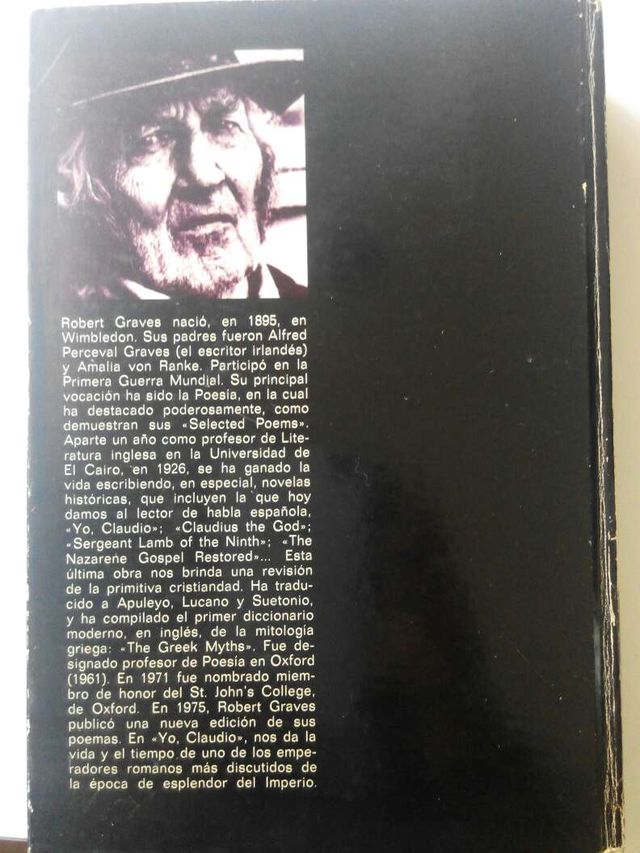 Robert Graves nació, en 1895, en
Wimbledon. Sus padres fueron Alfred
Perceval Graves (el escritor irlandés)
y Amalia von Ranke. Participó en la
Primera Guerra Mundial. Su principal
vocación ha sido la Poesía, en la cual
ha destacado poderosamente, como
demuestran sus «Selected Poems».
Aparte un año como profesor de Lite-
ratura inglesa en la Universidad de
El Cairo, en 1926, se ha ganado la
vida escribiendo, en especial, novelas
históricas, que incluyen la que hoy
damos al lector de habla española,
«Yo, Claudio»; «Claudius the God»;
«Sergeant Lamb of the Ninth»; «The
Nazarene Gospel Restored»... Esta
última obra nos brinda una revisión
de la primitiva cristiandad. Ha tradu-
cido a Apuleyo, Lucano y Suetonio,
y ha compilado el primer diccionario
moderno, en inglés, de la mitología
griega: «The Greek Myths». Fue de-
signado profesor de Poesía en Oxford
(1961). En 1971 fue nombrado miem-
bro de honor del St. John's College,
de Oxford. En 1975, Robert Graves
publicó una nueva edición de sus
poemas. En «Yo, Claudio», nos da la
vida y el tiempo de uno de los empe-
radores romanos más discutidos de
la época de esplendor del Imperio.